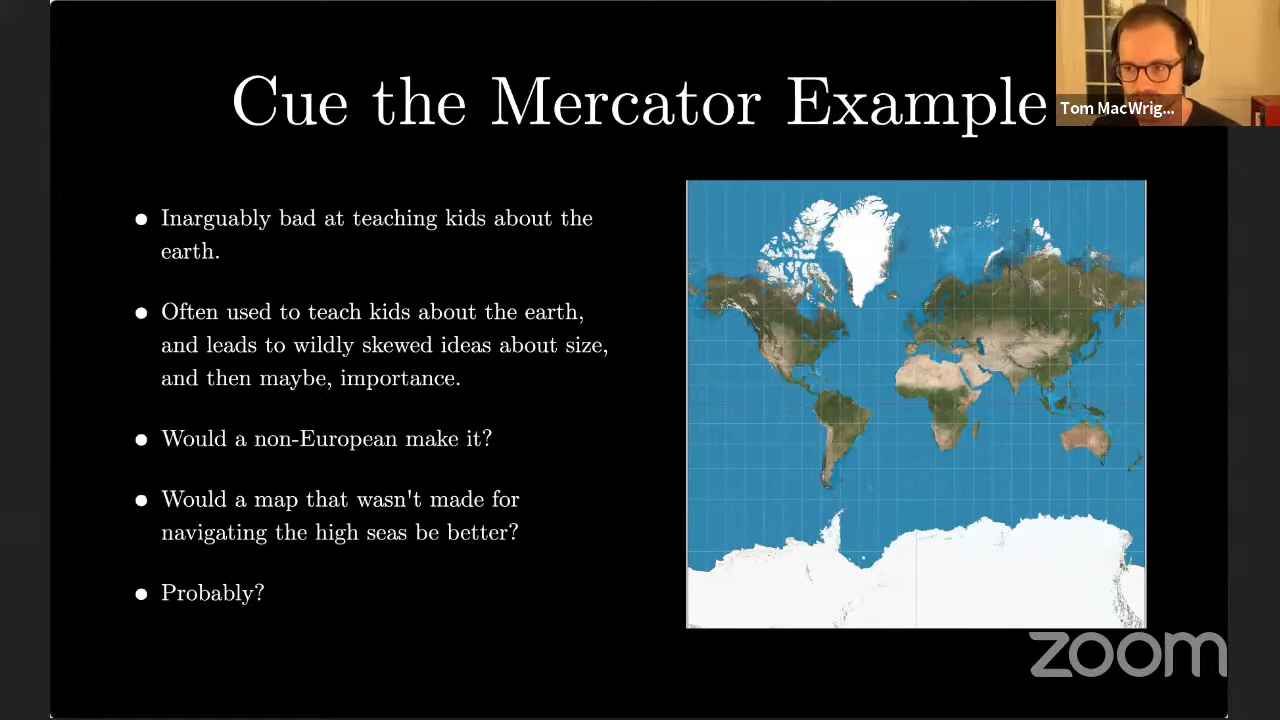 Cue the Mercator Example
Tom MacWrig...
● Inarguably bad at teaching kids about the
earth.
● Often used to teach kids about the earth,
and leads to wildly skewed ideas about size,
and then maybe, importance.
● Would a non-European make it?
● Would a map that wasn't made for
navigating the high seas be better?
● Probably?
zoom